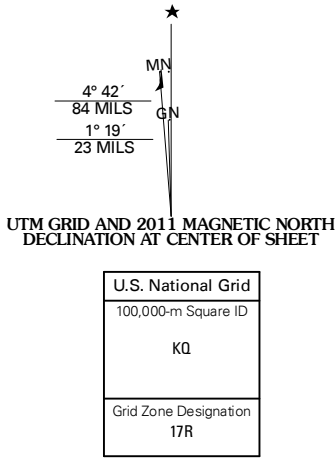 MN
4° 42´
84 MILS
GN
1° 19´
23 MILS
UTM GRID AND 2011 MAGNETIC NORTH
DECLINATION AT CENTER OF SHEET
U.S. National Grid
100,000-m Square ID
KQ
Grid Zone Designation
17R